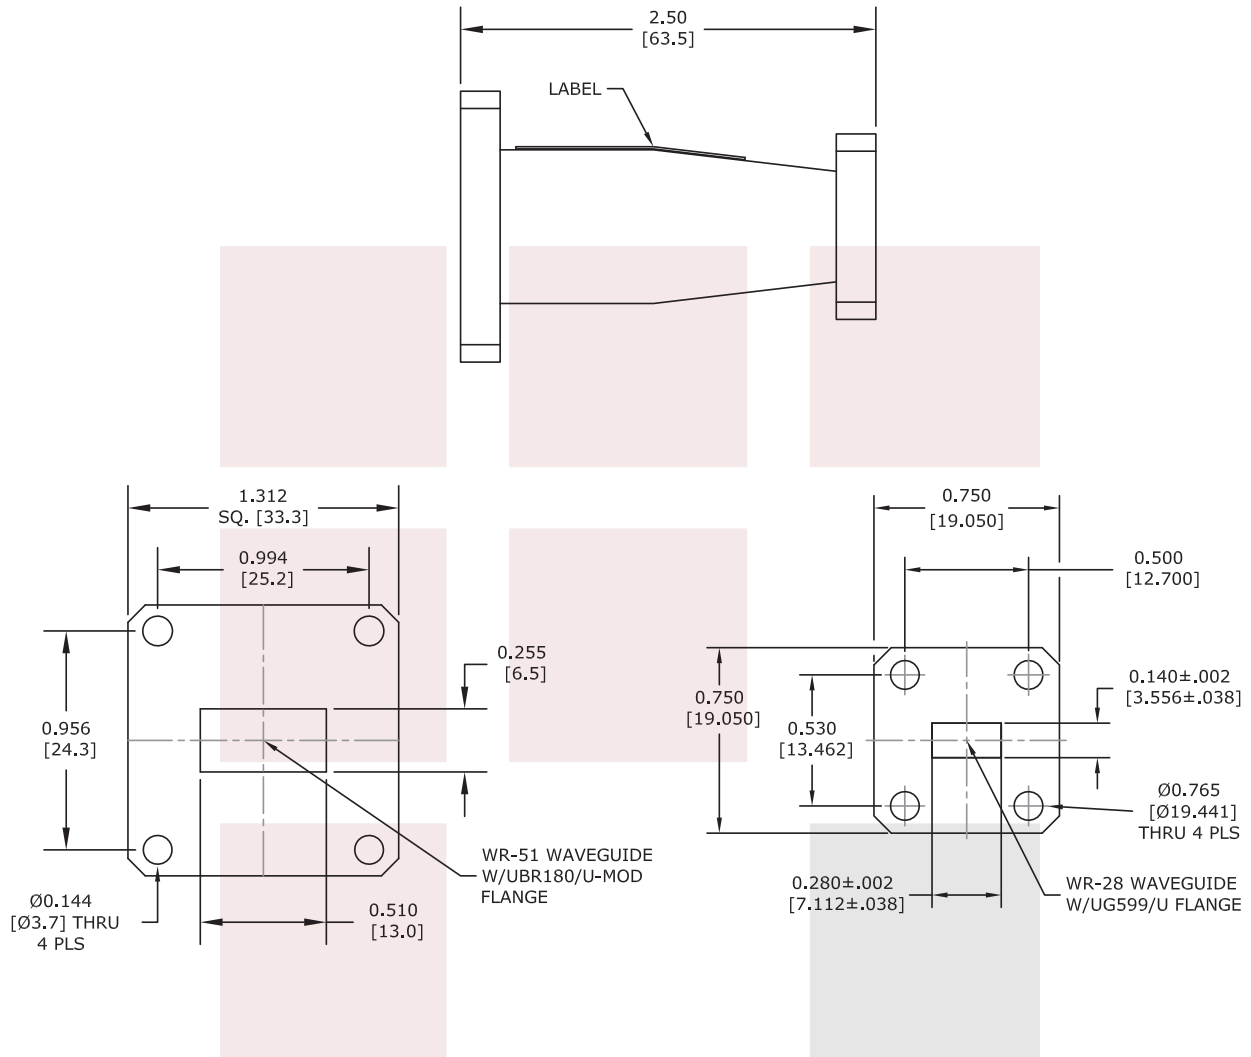 2.50
[63.5]
LABEL
1.312
SQ. [33.3]
0.994
[25.2]
0.956
[24.3]
0.255
[6.5]
0.510
[13.0]
Ø0.144
[Ø3.7] THRU
4 PLS
WR-51 WAVEGUIDE
W/UBR180/U-MOD
FLANGE
0.750
[19.050]
0.500
[12.700]
0.750
[19.050]
0.530
[13.462]
0.140±.002
[3.556±.038]
Ø0.765
[Ø19.441]
THRU 4 PLS
0.280±.002
[7.112±.038]
WR-28 WAVEGUIDE
W/UG599/U FLANGE